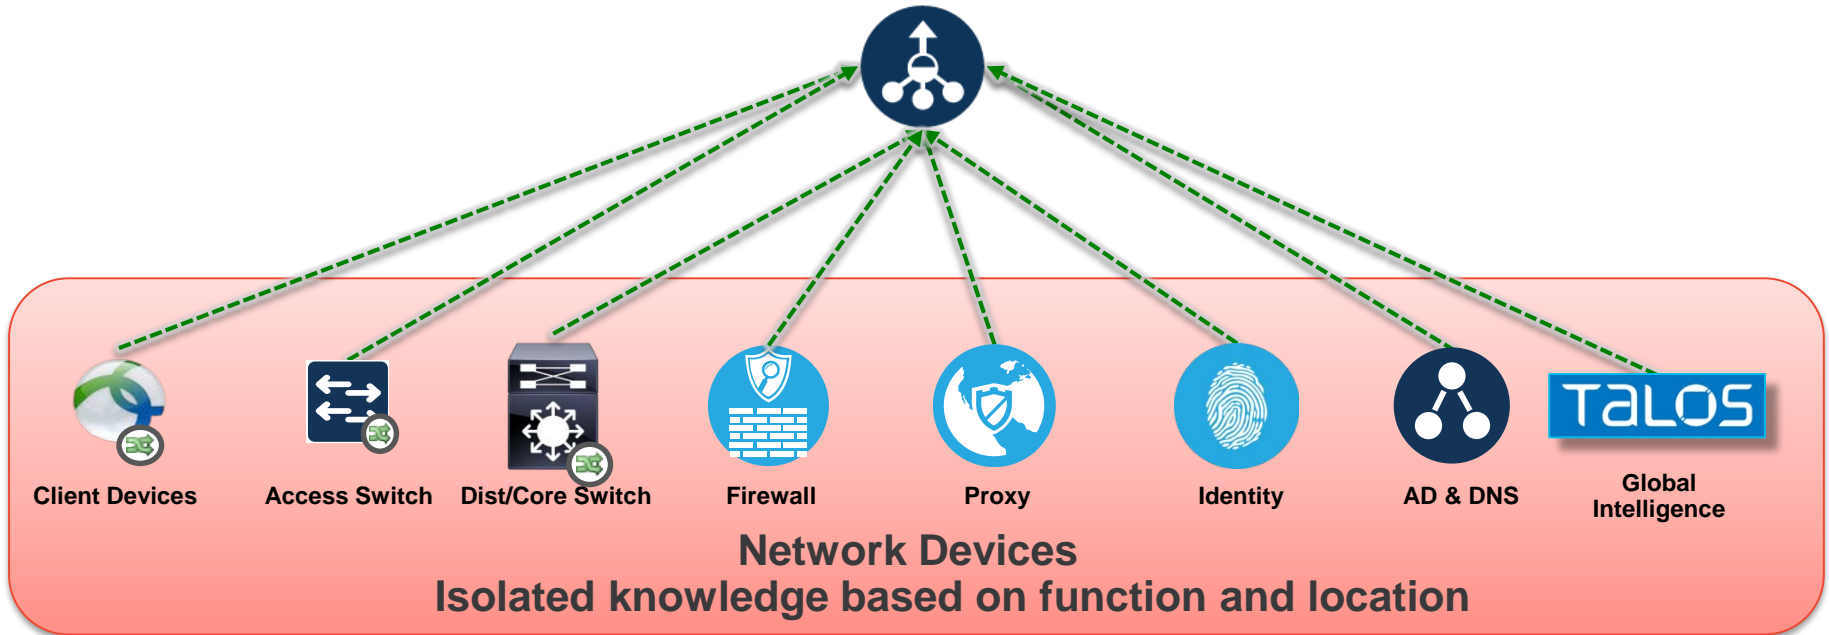 TaLOS
Client Devices
Access Switch
Dist/Core Switch
Firewall
Proxy
Identity
AD & DNS
Global
Intelligence
Network Devices
Isolated knowledge based on function and location